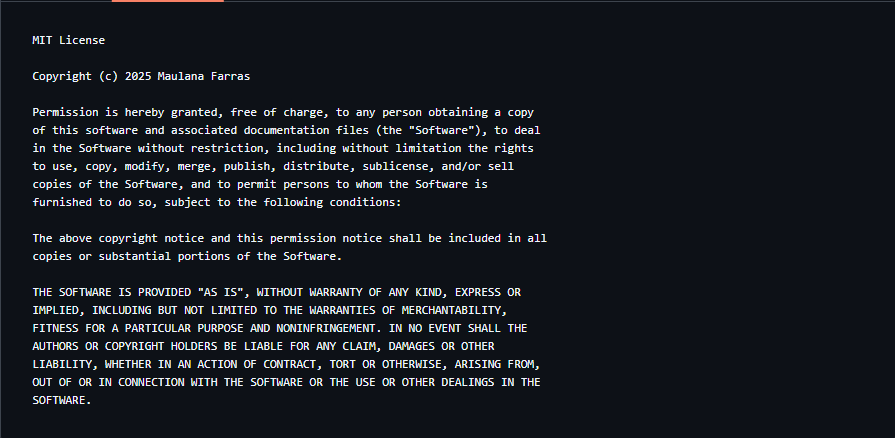 MIT License
Copyright (c) 2025 Maulana Farras
Permission is hereby granted, free of charge, to any person obtaining a copy
of this software and associated documentation files (the "Software"), to deal
in the Software without restriction, including without limitation the rights
to use, copy, modify, merge, publish, distribute, sublicense, and/or sell
copies of the Software, and to permit persons to whom the Software is
furnished to do so, subject to the following conditions:
The above copyright notice and this permission notice shall be included in all
copies or substantial portions of the Software.
THE SOFTWARE IS PROVIDED "AS IS", WITHOUT WARRANTY OF ANY KIND, EXPRESS OR
IMPLIED, INCLUDING BUT NOT LIMITED TO THE WARRANTIES OF MERCHANTABILITY,
FITNESS FOR A PARTICULAR PURPOSE AND NONINFRINGEMENT. IN NO EVENT SHALL THE
AUTHORS OR COPYRIGHT HOLDERS BE LIABLE FOR ANY CLAIM, DAMAGES OR OTHER
LIABILITY, WHETHER IN AN ACTION OF CONTRACT, TORT OR OTHERWISE, ARISING FROM,
OUT OF OR IN CONNECTION WITH THE SOFTWARE OR THE USE OR OTHER DEALINGS IN THE
SOFTWARE.